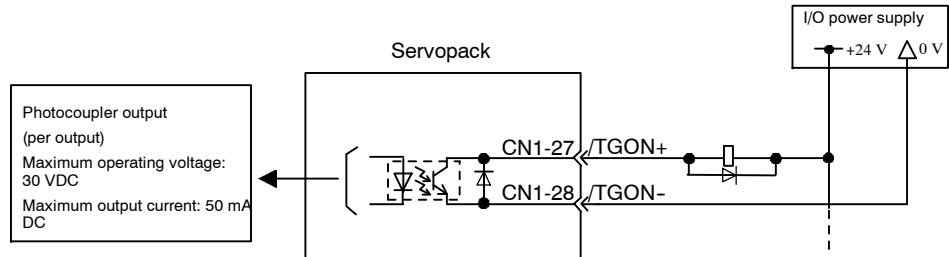 I/O power supply
+24 V
0 V
Servopack
Photocoupler output
(per output)
Maximum operating voltage:
30 VDC
Maximum output current: 50 mA
DC
CN1-27
/TGON+
CN1-28
/TGON-